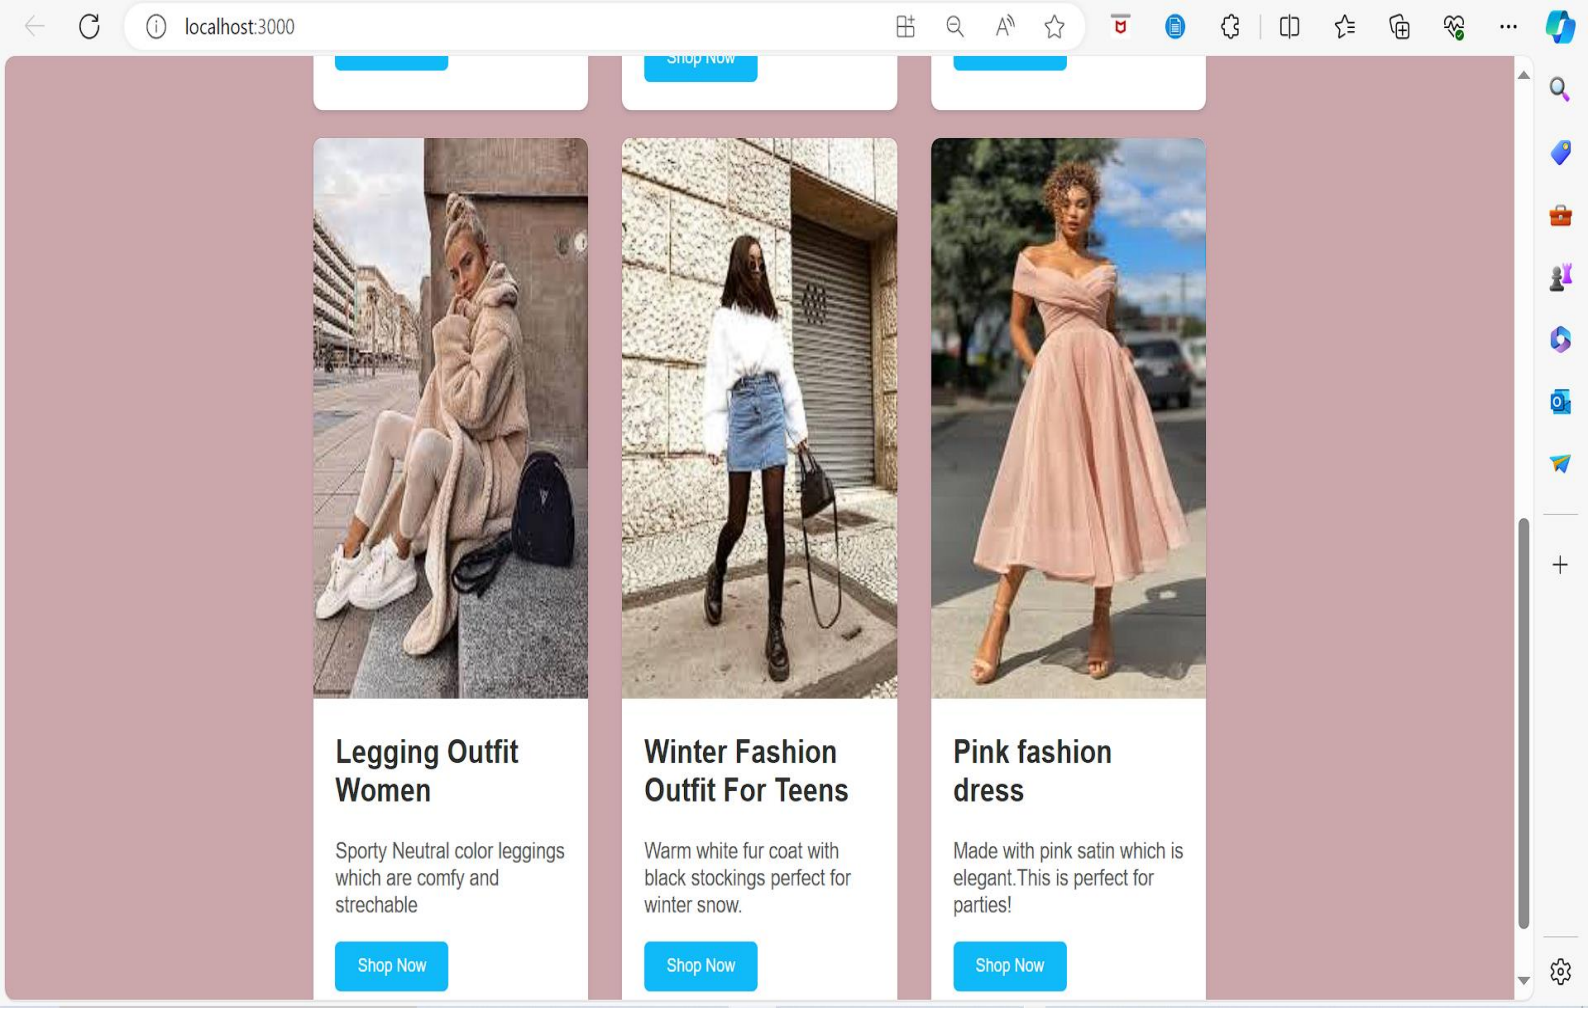 localhost:3000
Shop Now
Legging Outfit
Women
Sporty Neutral color leggings
which are comfy and
strechable
Shop Now
Winter Fashion
Outfit For Teens
Warm white fur coat with
black stockings perfect for
winter snow.
Shop Now
Pink fashion
dress
Made with pink satin which is
elegant.This is perfect for
parties!
Shop Now